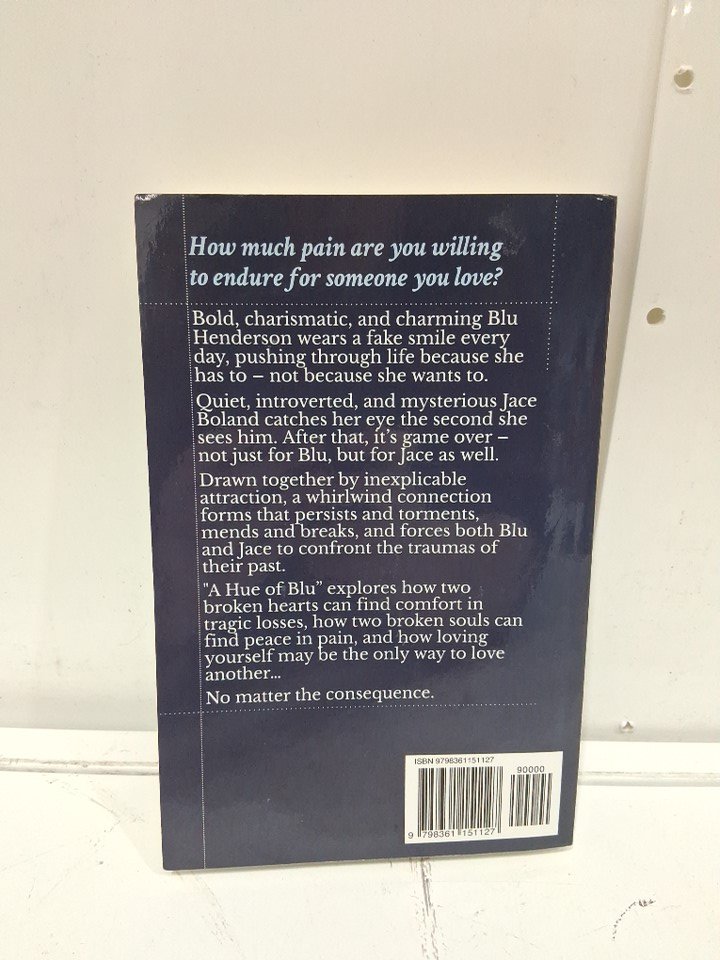 How much pain are you willing
to endure for someone you love?
Bold, charismatic, and charming Blu
Henderson wears a fake smile every
day, pushing through life because she
has to – not because she wants to.
Quiet, introverted, and mysterious Jace
Boland catches her eye the second she
sees him. After that, it's game over –
not just for Blu, but for Jace as well.
Drawn together by inexplicable
attraction, a whirlwind connection
forms that persists and torments,
mends and breaks, and forces both Blu
and Jace to confront the traumas of
their past.
"A Hue of Blu” explores how two
broken hearts can find comfort in
tragic losses, how two broken souls can
find peace in pain, and how loving
yourself may be the only way to love
another...
No matter the consequence.
ISBN 9798361151127
90000
9 798361 151127